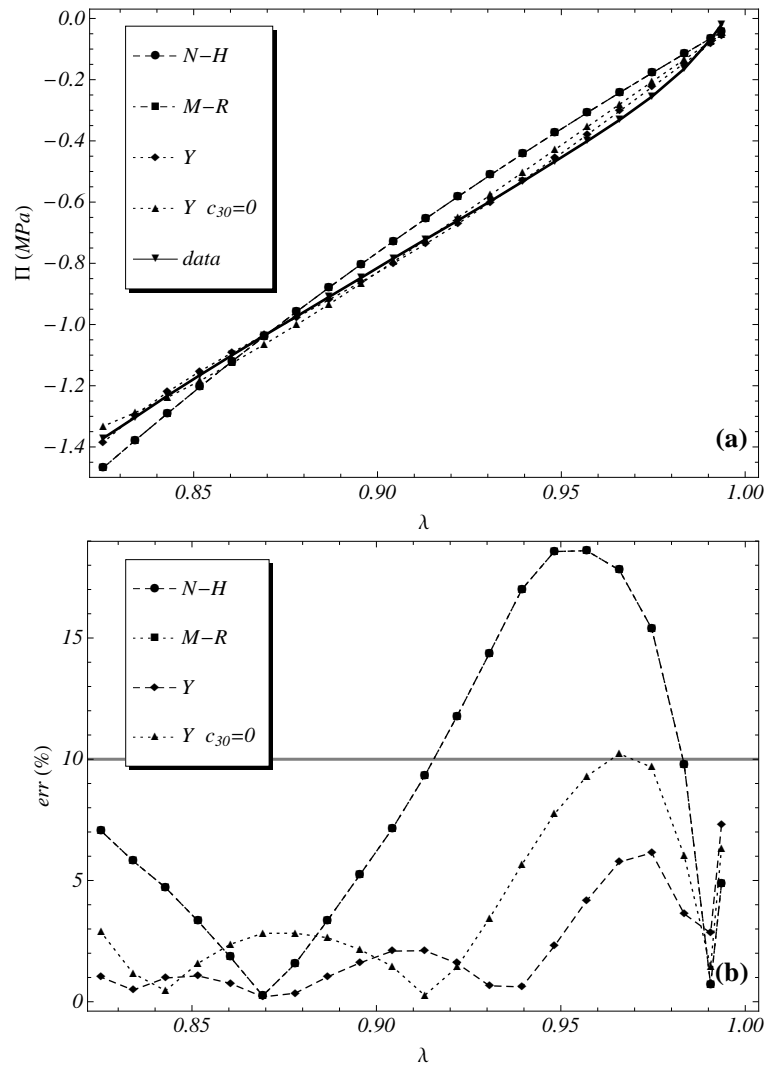 0.0
−0.2
−0.4
−0.6
−0.8
−1.0
−1.2
−1.4
Π (MPa)
N−H
M−R
Y
Y c₃₀=0
data
(a)
0.85
0.90
0.95
1.00
λ
15
10
5
0
err (%)
N−H
M−R
Y
Y c₃₀=0
(b)
0.85
0.90
0.95
1.00
λ